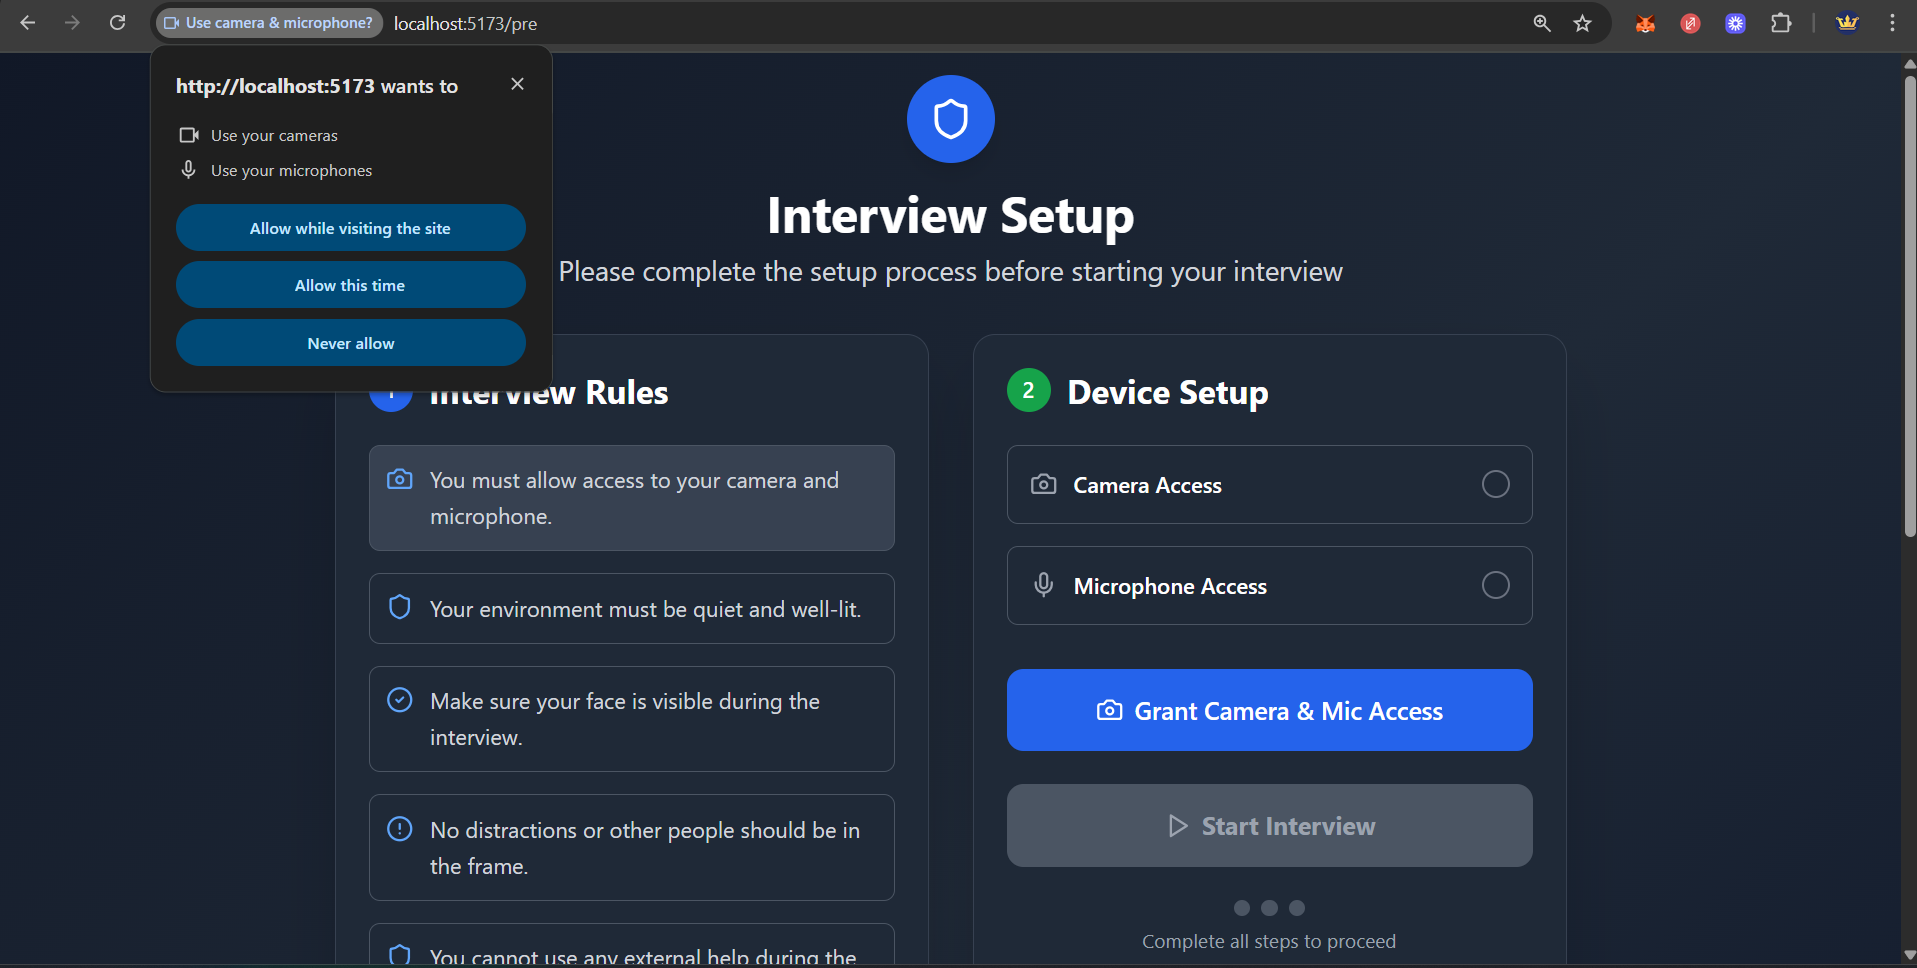 Use camera & microphone?
localhost:5173/pre
http://localhost:5173 wants to
Use your cameras
Use your microphones
Allow while visiting the site
Allow this time
Never allow
Interview Setup
Please complete the setup process before starting your interview
1
Interview Rules
You must allow access to your camera and
microphone.
Your environment must be quiet and well-lit.
Make sure your face is visible during the
interview.
No distractions or other people should be in
the frame.
You cannot use any external help during the
2
Device Setup
Camera Access
Microphone Access
Grant Camera & Mic Access
Start Interview
Complete all steps to proceed